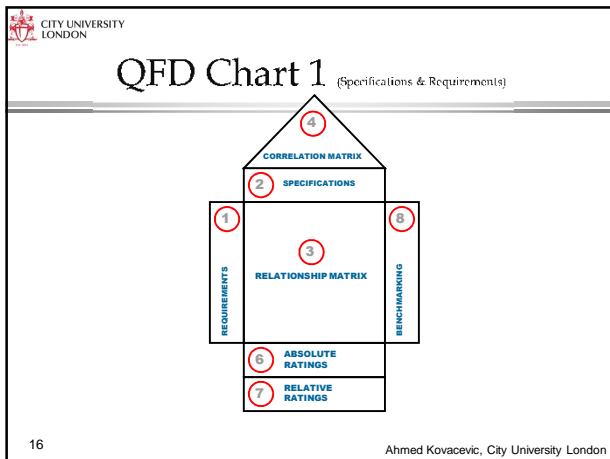 CITY UNIVERSITY
LONDON
QFD Chart 1 (Specifications & Requirements)
4
CORRELATION MATRIX
2 SPECIFICATIONS
1
8
3
RELATIONSHIP MATRIX
REQUIREMENTS
BENCHMARKING
6 ABSOLUTE
RATINGS
7 RELATIVE
RATINGS
16
Ahmed Kovacevic, City University London